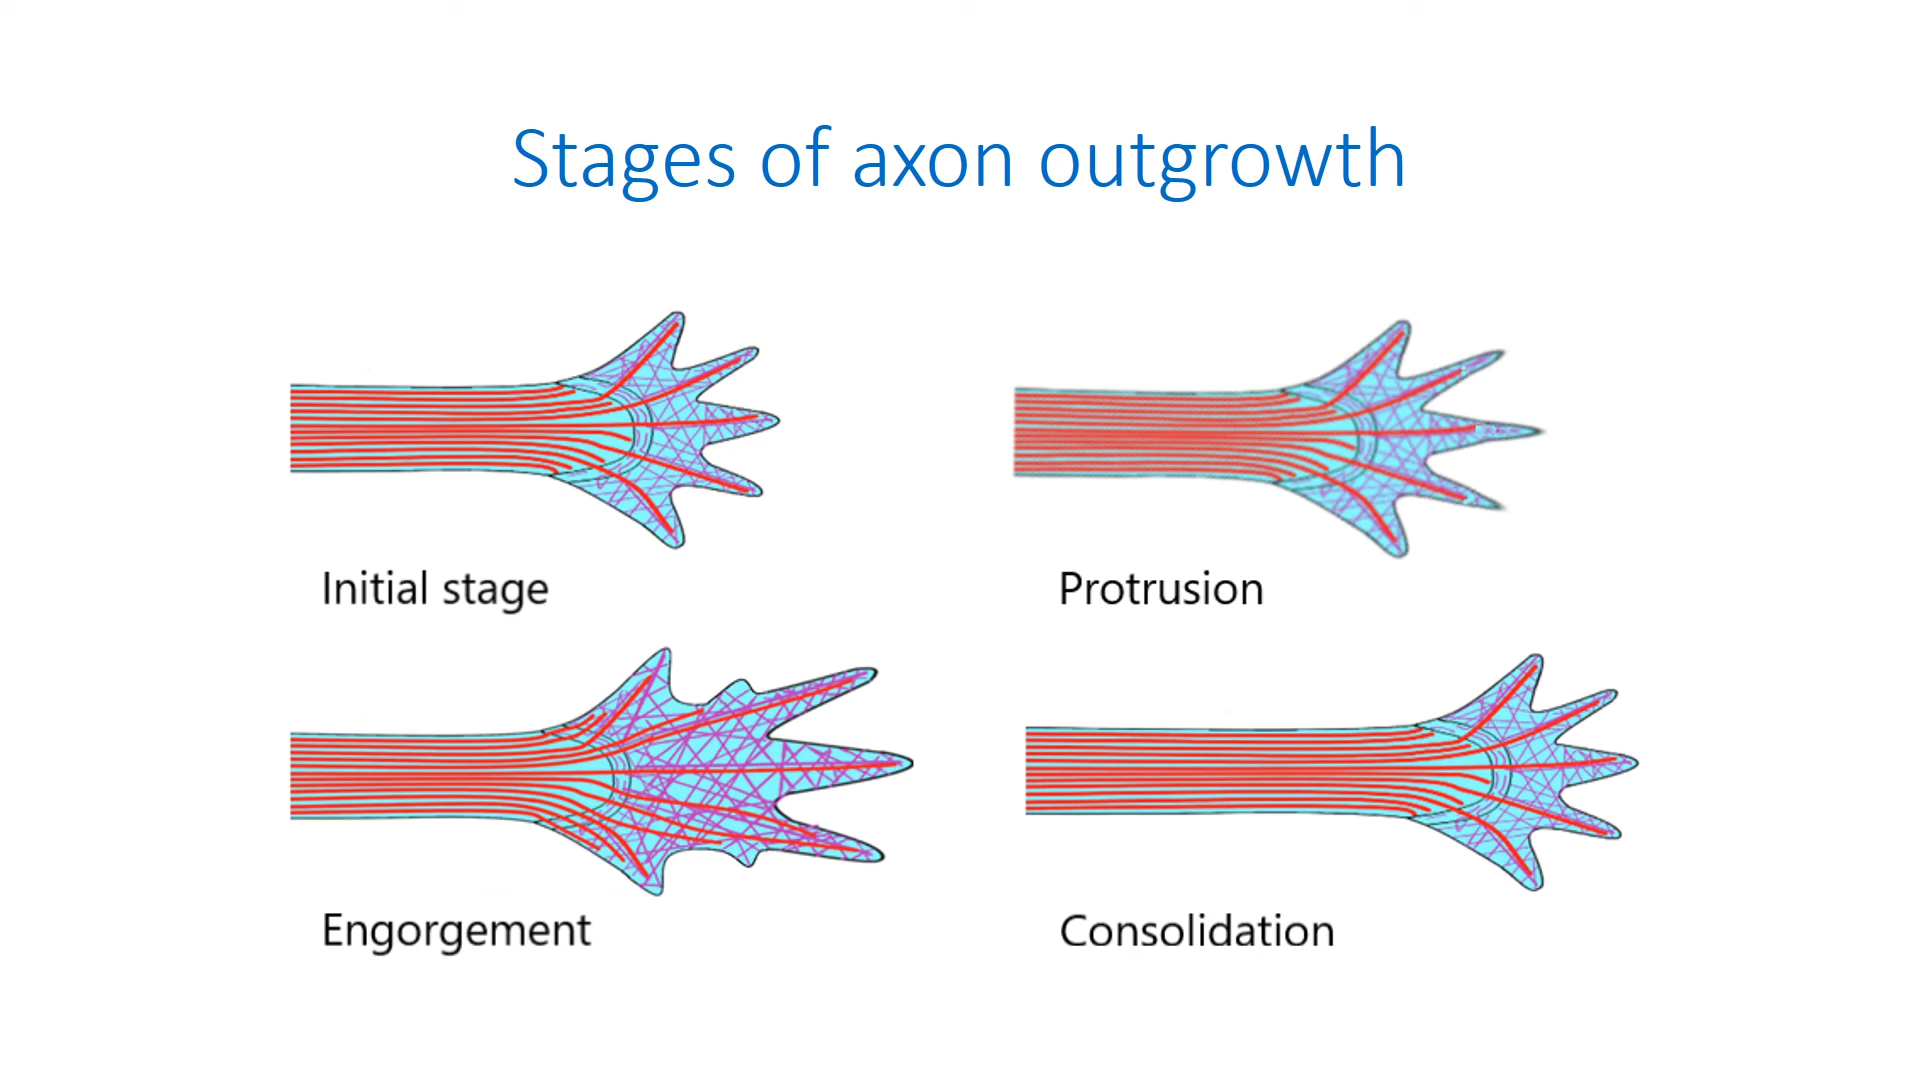 Stages of axon outgrowth
Initial stage
Protrusion
Engorgement
Consolidation